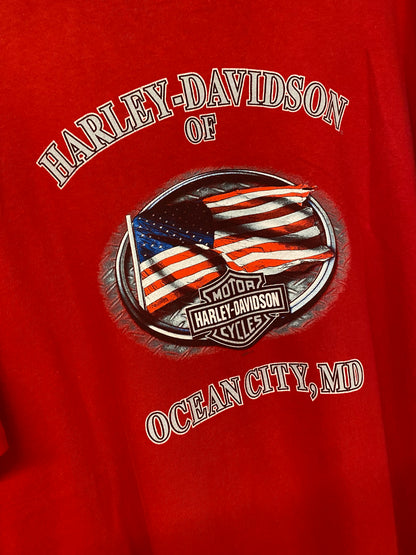 HARLEY-DAVIDSON
OF
MOTOR
HARLEY-DAVIDSON
CYCLES
OCEAN CITY, MD